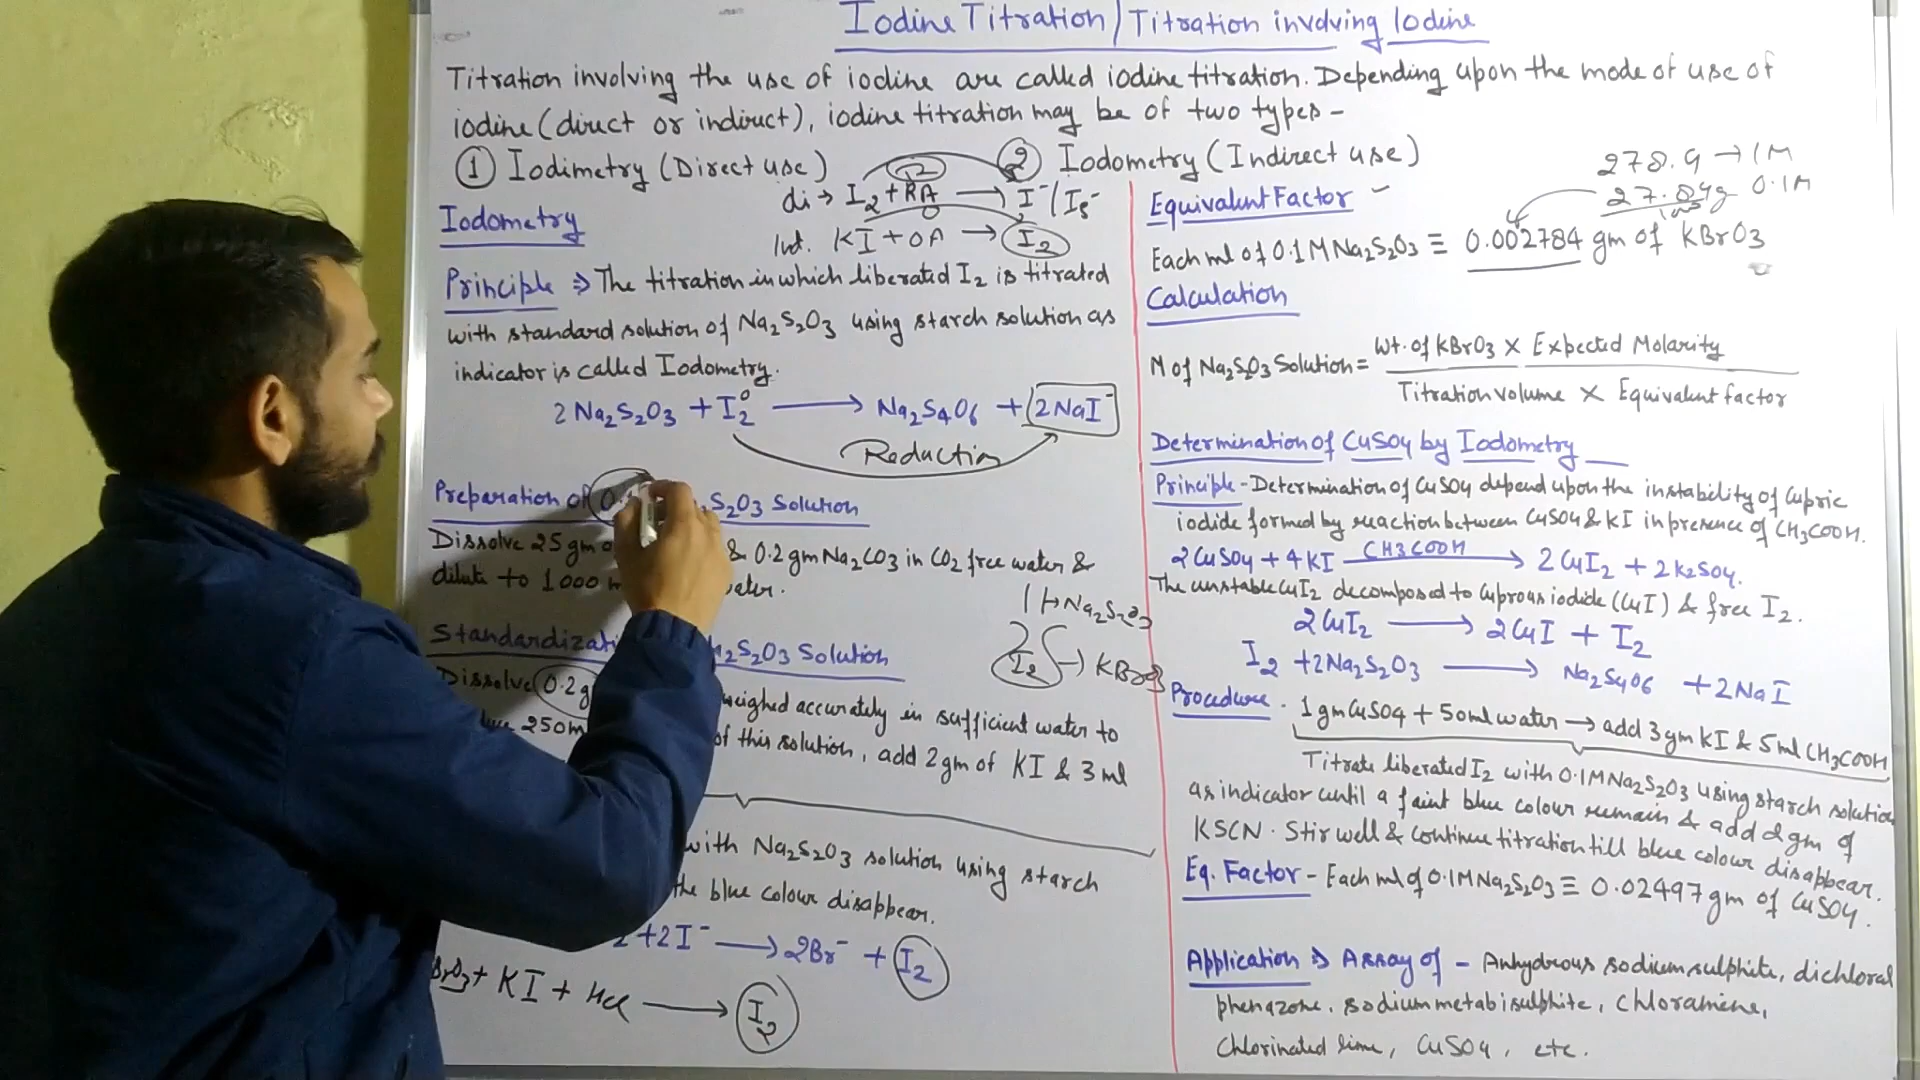 Iodine Titration/Titration involving Iodine
Titration involving the use of iodine are called iodine titration. Depending upon the mode of use of
iodine (direct or indirect), iodine titration may be of two types –
① Iodimetry (Direct use)
② Iodometry (Indirect use)
di → I2 + RA → I⁻/I3⁻
Ind. KI + OA → I2
Iodometry
Principle ⇒ The titration in which liberated I2 is titrated
with standard solution of Na2S2O3 using starch solution as
indicator is called Iodometry.
2Na2S2O3 + I2⁰ → Na2S4O6 + 2NaI⁻
Reduction
Preparation of 0. S2O3 Solution
Dissolve 25gm & 0.2gm Na2CO3 in CO2 free water &
dilute to 1000
1 → Na2S2O3
2
I2 → KBrO3
Standardizati 2S2O3 Solution
Dissolve 0.2g weighed accurately in sufficient water to
250m of this solution, add 2gm of KI & 3ml
with Na2S2O3 solution using starch
the blue colour disappear.
2 + 2I⁻ → 2Br⁻ + I2
BrO3 + KI + HCl → I2
278.4 → 1M
27.84g 0.1M
Equivalent Factor –
Each ml of 0.1M Na2S2O3 ≡ 0.002784 gm of KBrO3
Calculation
M of Na2S2O3 Solution = Wt. of KBrO3 × Expected Molarity
Titration volume × Equivalent factor
Determination of CuSO4 by Iodometry
Principle - Determination of CuSO4 depend upon the instability of Cupric
iodide formed by reaction between CuSO4 & KI in presence of CH3COOH.
2CuSO4 + 4KI CH3COOH → 2CuI2 + 2K2SO4.
The unstable CuI2 decomposed to Cuprous iodide (CuI) & free I2.
2CuI2 → 2CuI + I2
I2 + 2Na2S2O3 → Na2S4O6 + 2NaI
Procedure - 1gm CuSO4 + 50ml water → add 3gm KI & 5ml CH3COOH
Titrate liberated I2 with 0.1M Na2S2O3 using starch solution
as indicator until a faint blue colour remain & add 2gm of
KSCN. Stir well & continue titration till blue colour disappear.
Eq. Factor - Each ml of 0.1M Na2S2O3 ≡ 0.02497 gm of CuSO4.
Application ⇒ Assay of – Anhydrous sodium sulphite, dichloral
phenazone, sodium metabisulphite, Chloramine,
Chlorinated lime, CuSO4, etc.